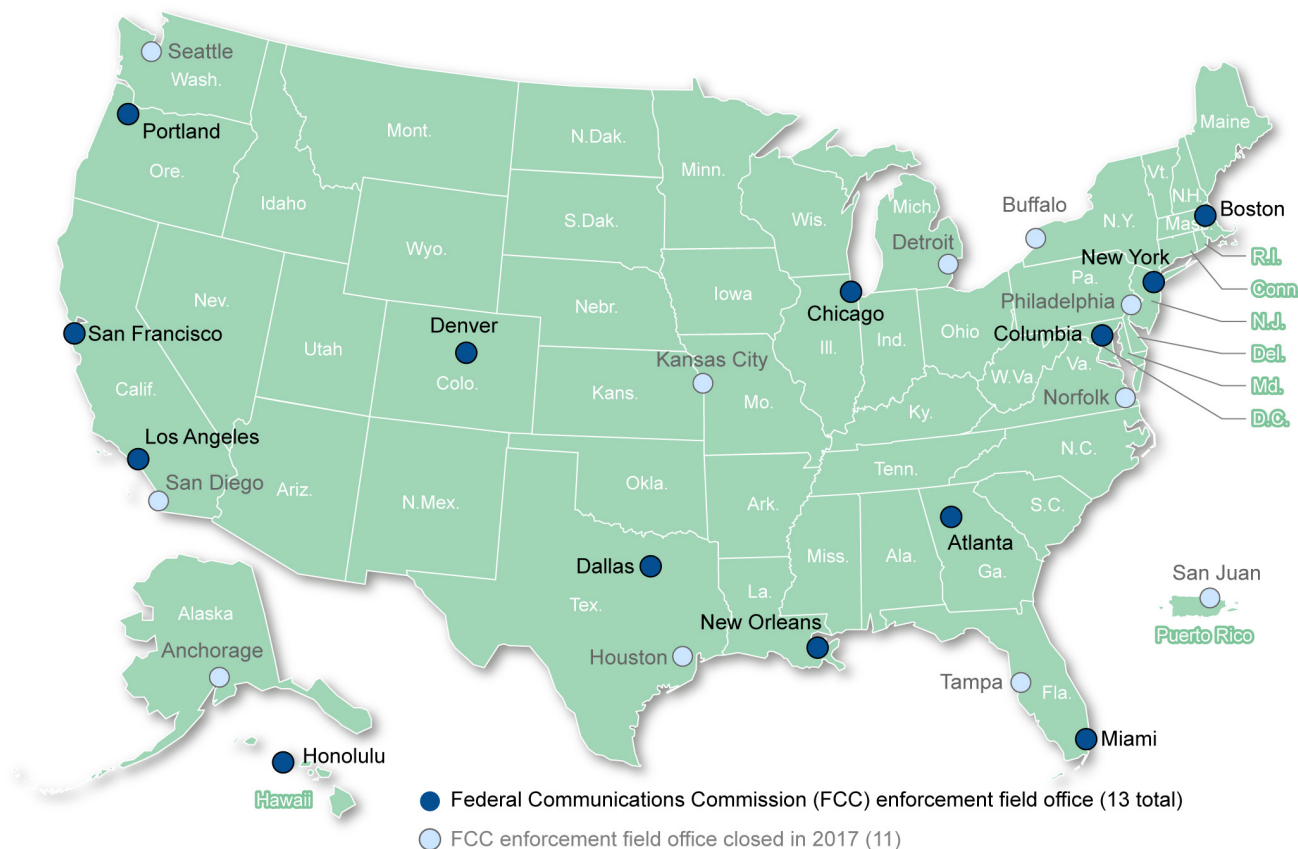 Seattle
Wash.
Portland
Ore.
Mont.
Idaho
Wyo.
N.Dak.
S.Dak.
Minn.
Wis.
Mich.
Detroit
Buffalo
N.Y.
Vt.
N.H.
Maine
Mass.
Boston
R.I.
Conn
New York
Pa.
Philadelphia
N.J.
Columbia
Del.
Md.
D.C.
Nev.
Utah
San Francisco
Calif.
Denver
Colo.
Nebr.
Iowa
Chicago
Ill.
Ind.
Ohio
W.Va.
Va.
Norfolk
Kansas City
Kans.
Mo.
Ky.
Los Angeles
San Diego
Ariz.
N.Mex.
Okla.
Ark.
Tenn.
N.C.
S.C.
Dallas
Tex.
La.
Miss.
Ala.
Atlanta
Ga.
New Orleans
Houston
Tampa
Fla.
Miami
San Juan
Puerto Rico
Alaska
Anchorage
Honolulu
Hawaii
Federal Communications Commission (FCC) enforcement field office (13 total)
FCC enforcement field office closed in 2017 (11)